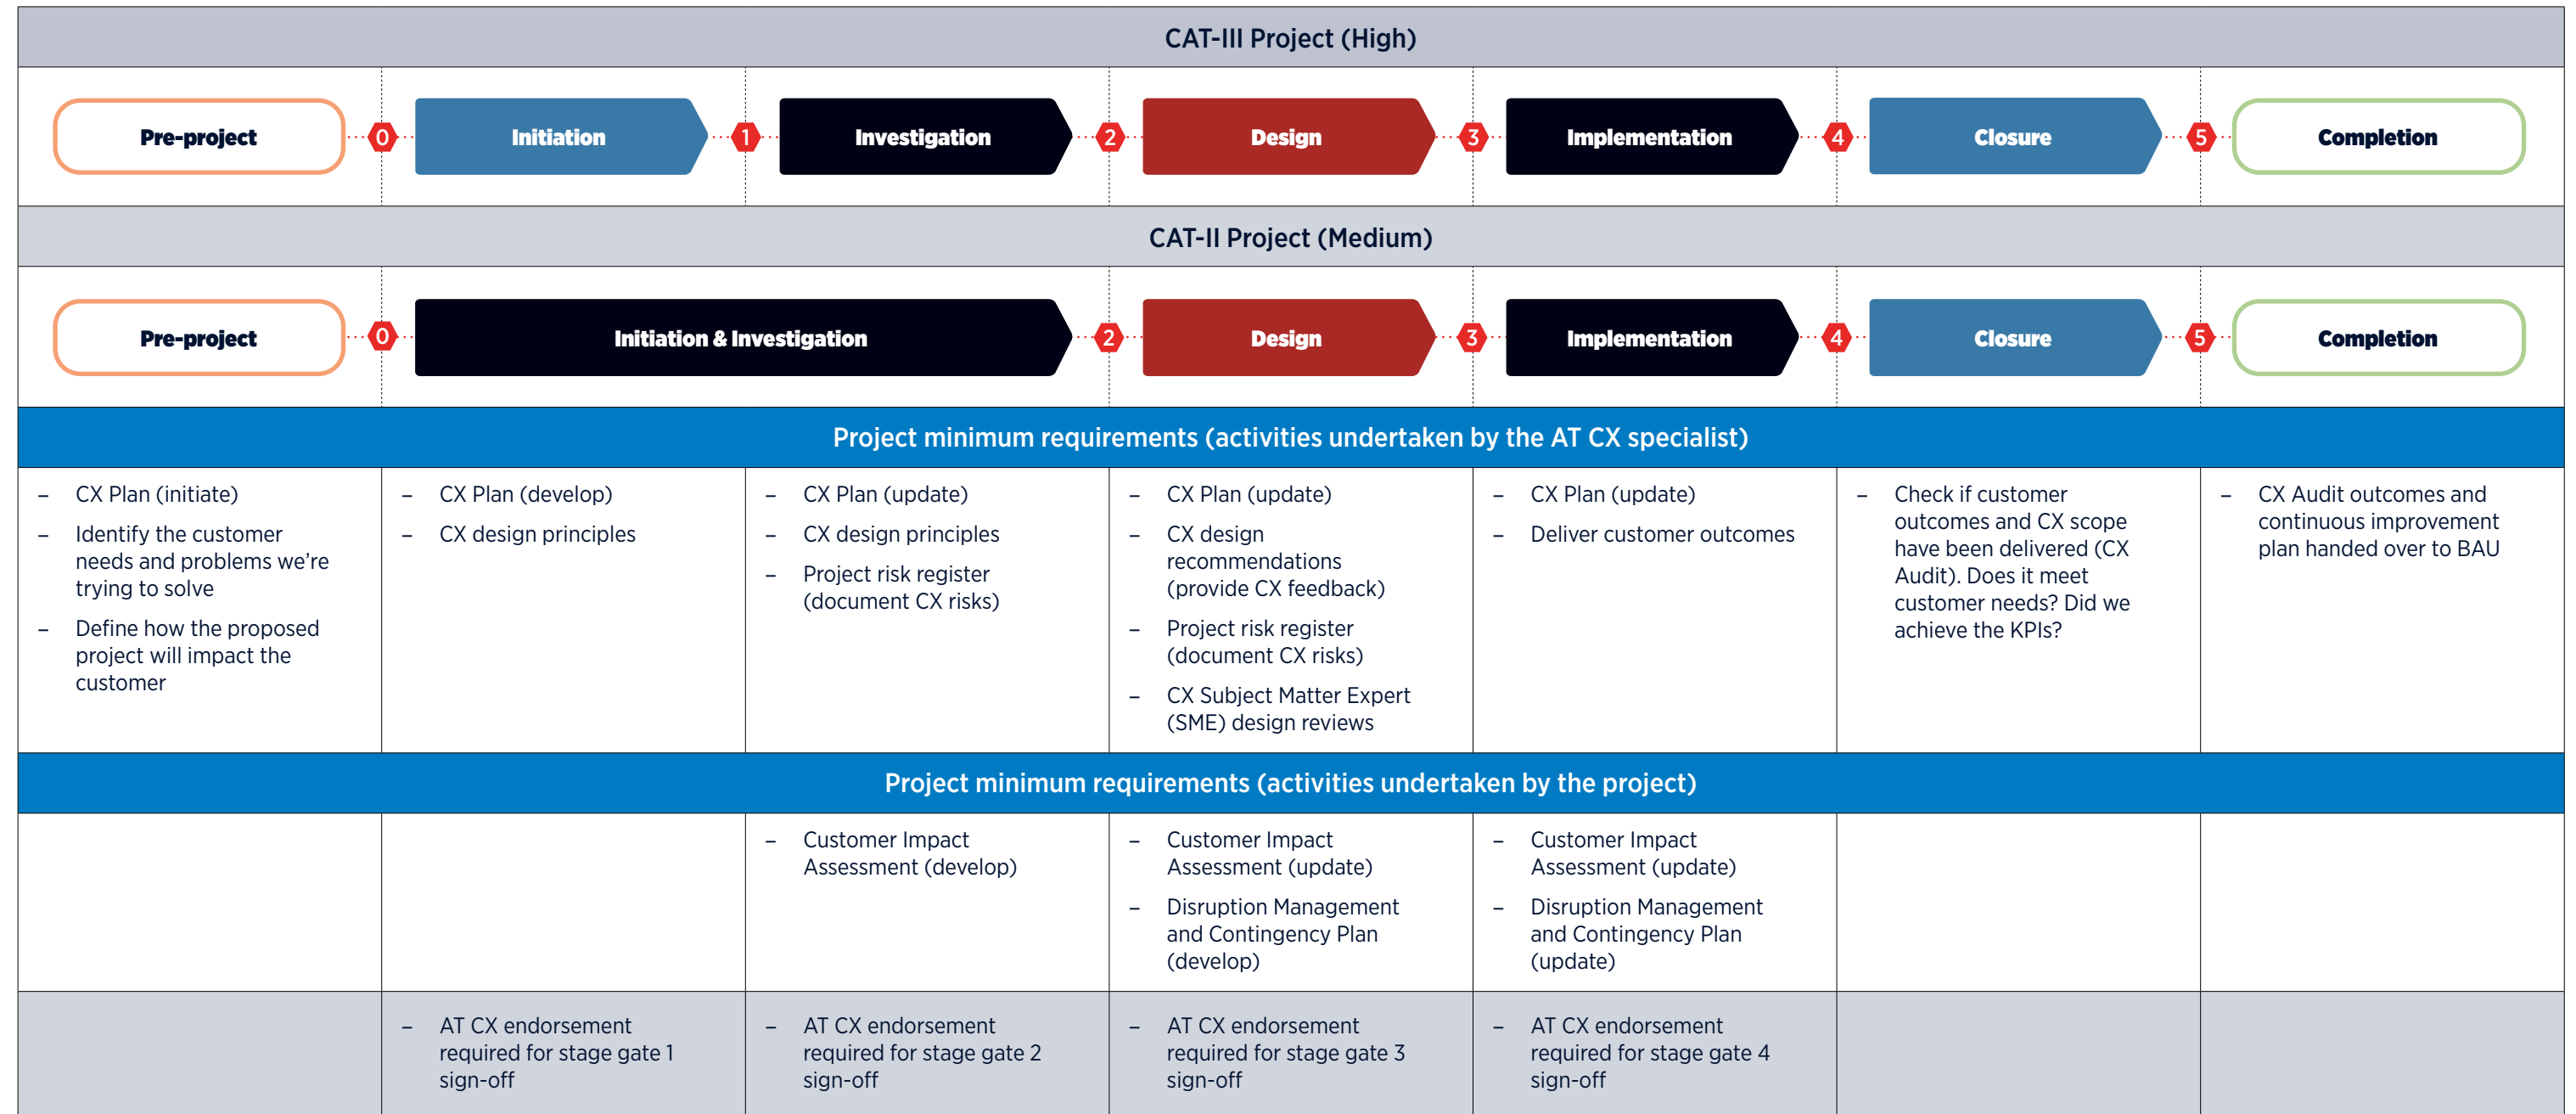 CAT-III Project (High)
Pre-project
0
Initiation
1
Investigation
2
Design
3
Implementation
4
Closure
5
Completion
CAT-II Project (Medium)
Pre-project
0
Initiation & Investigation
2
Design
3
Implementation
4
Closure
5
Completion
Project minimum requirements (activities undertaken by the AT CX specialist)
– CX Plan (initiate)
– Identify the customer
needs and problems we're
trying to solve
– Define how the proposed
project will impact the
customer
– CX Plan (develop)
– CX design principles
– CX Plan (update)
– CX design principles
– Project risk register
(document CX risks)
– CX Plan (update)
– CX design
recommendations
(provide CX feedback)
– Project risk register
(document CX risks)
– CX Subject Matter Expert
(SME) design reviews
– CX Plan (update)
– Deliver customer outcomes
– Check if customer
outcomes and CX scope
have been delivered (CX
Audit). Does it meet
customer needs? Did we
achieve the KPIs?
– CX Audit outcomes and
continuous improvement
plan handed over to BAU
Project minimum requirements (activities undertaken by the project)
– Customer Impact
Assessment (develop)
– Customer Impact
Assessment (update)
– Disruption Management
and Contingency Plan
(develop)
– Customer Impact
Assessment (update)
– Disruption Management
and Contingency Plan
(update)
– AT CX endorsement
required for stage gate 1
sign-off
– AT CX endorsement
required for stage gate 2
sign-off
– AT CX endorsement
required for stage gate 3
sign-off
– AT CX endorsement
required for stage gate 4
sign-off